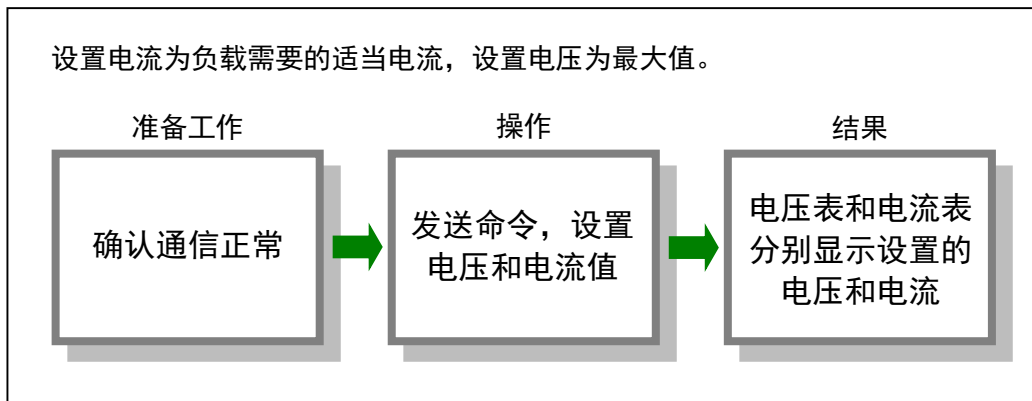 设置电流为负载需要的适当电流，设置电压为最大值。
准备工作
操作
结果
确认通信正常
发送命令，设置
电压和电流值
电压表和电流表
分别显示设置的
电压和电流